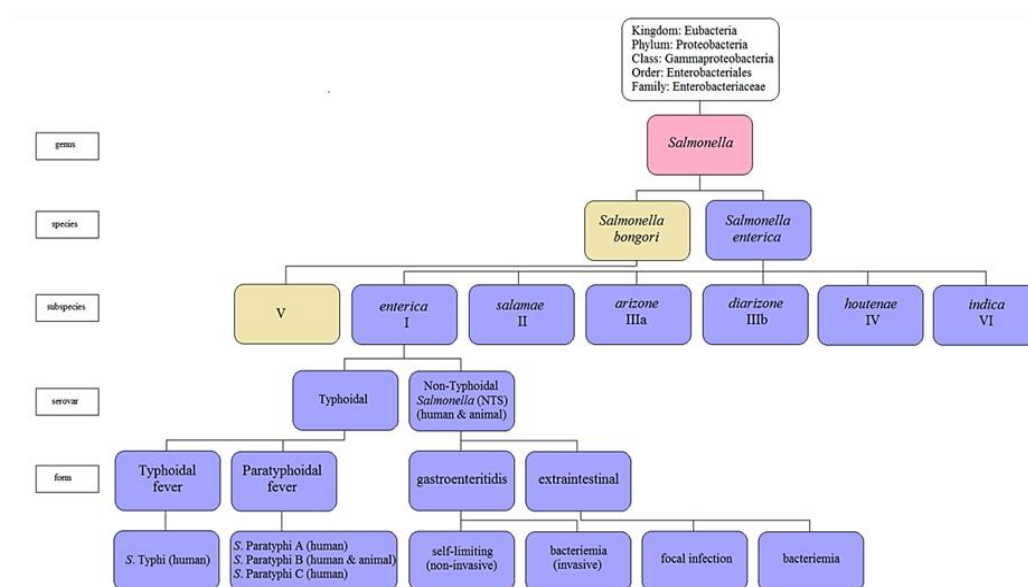 Kingdom: Eubacteria
Phylum: Proteobacteria
Class: Gammaproteobacteria
Order: Enterobacteriales
Family: Enterobacteriaceae
genus
Salmonella
species
Salmonella
bongori
Salmonella
enterica
subspecies
V
enterica
I
salamae
II
arizone
IIIa
diarizone
IIIb
houtenae
IV
indica
VI
serovar
Typhoidal
Non-Typhoidal
Salmonella (NTS)
(human & animal)
form
Typhoidal
fever
Paratyphoidal
fever
gastroenteritidis
extraintestinal
S. Typhi (human)
S. Paratyphi A (human)
S. Paratyphi B (human & animal)
S. Paratyphi C (human)
self-limiting
(non-invasive)
bacteriemia
(invasive)
focal infection
bacteriemia